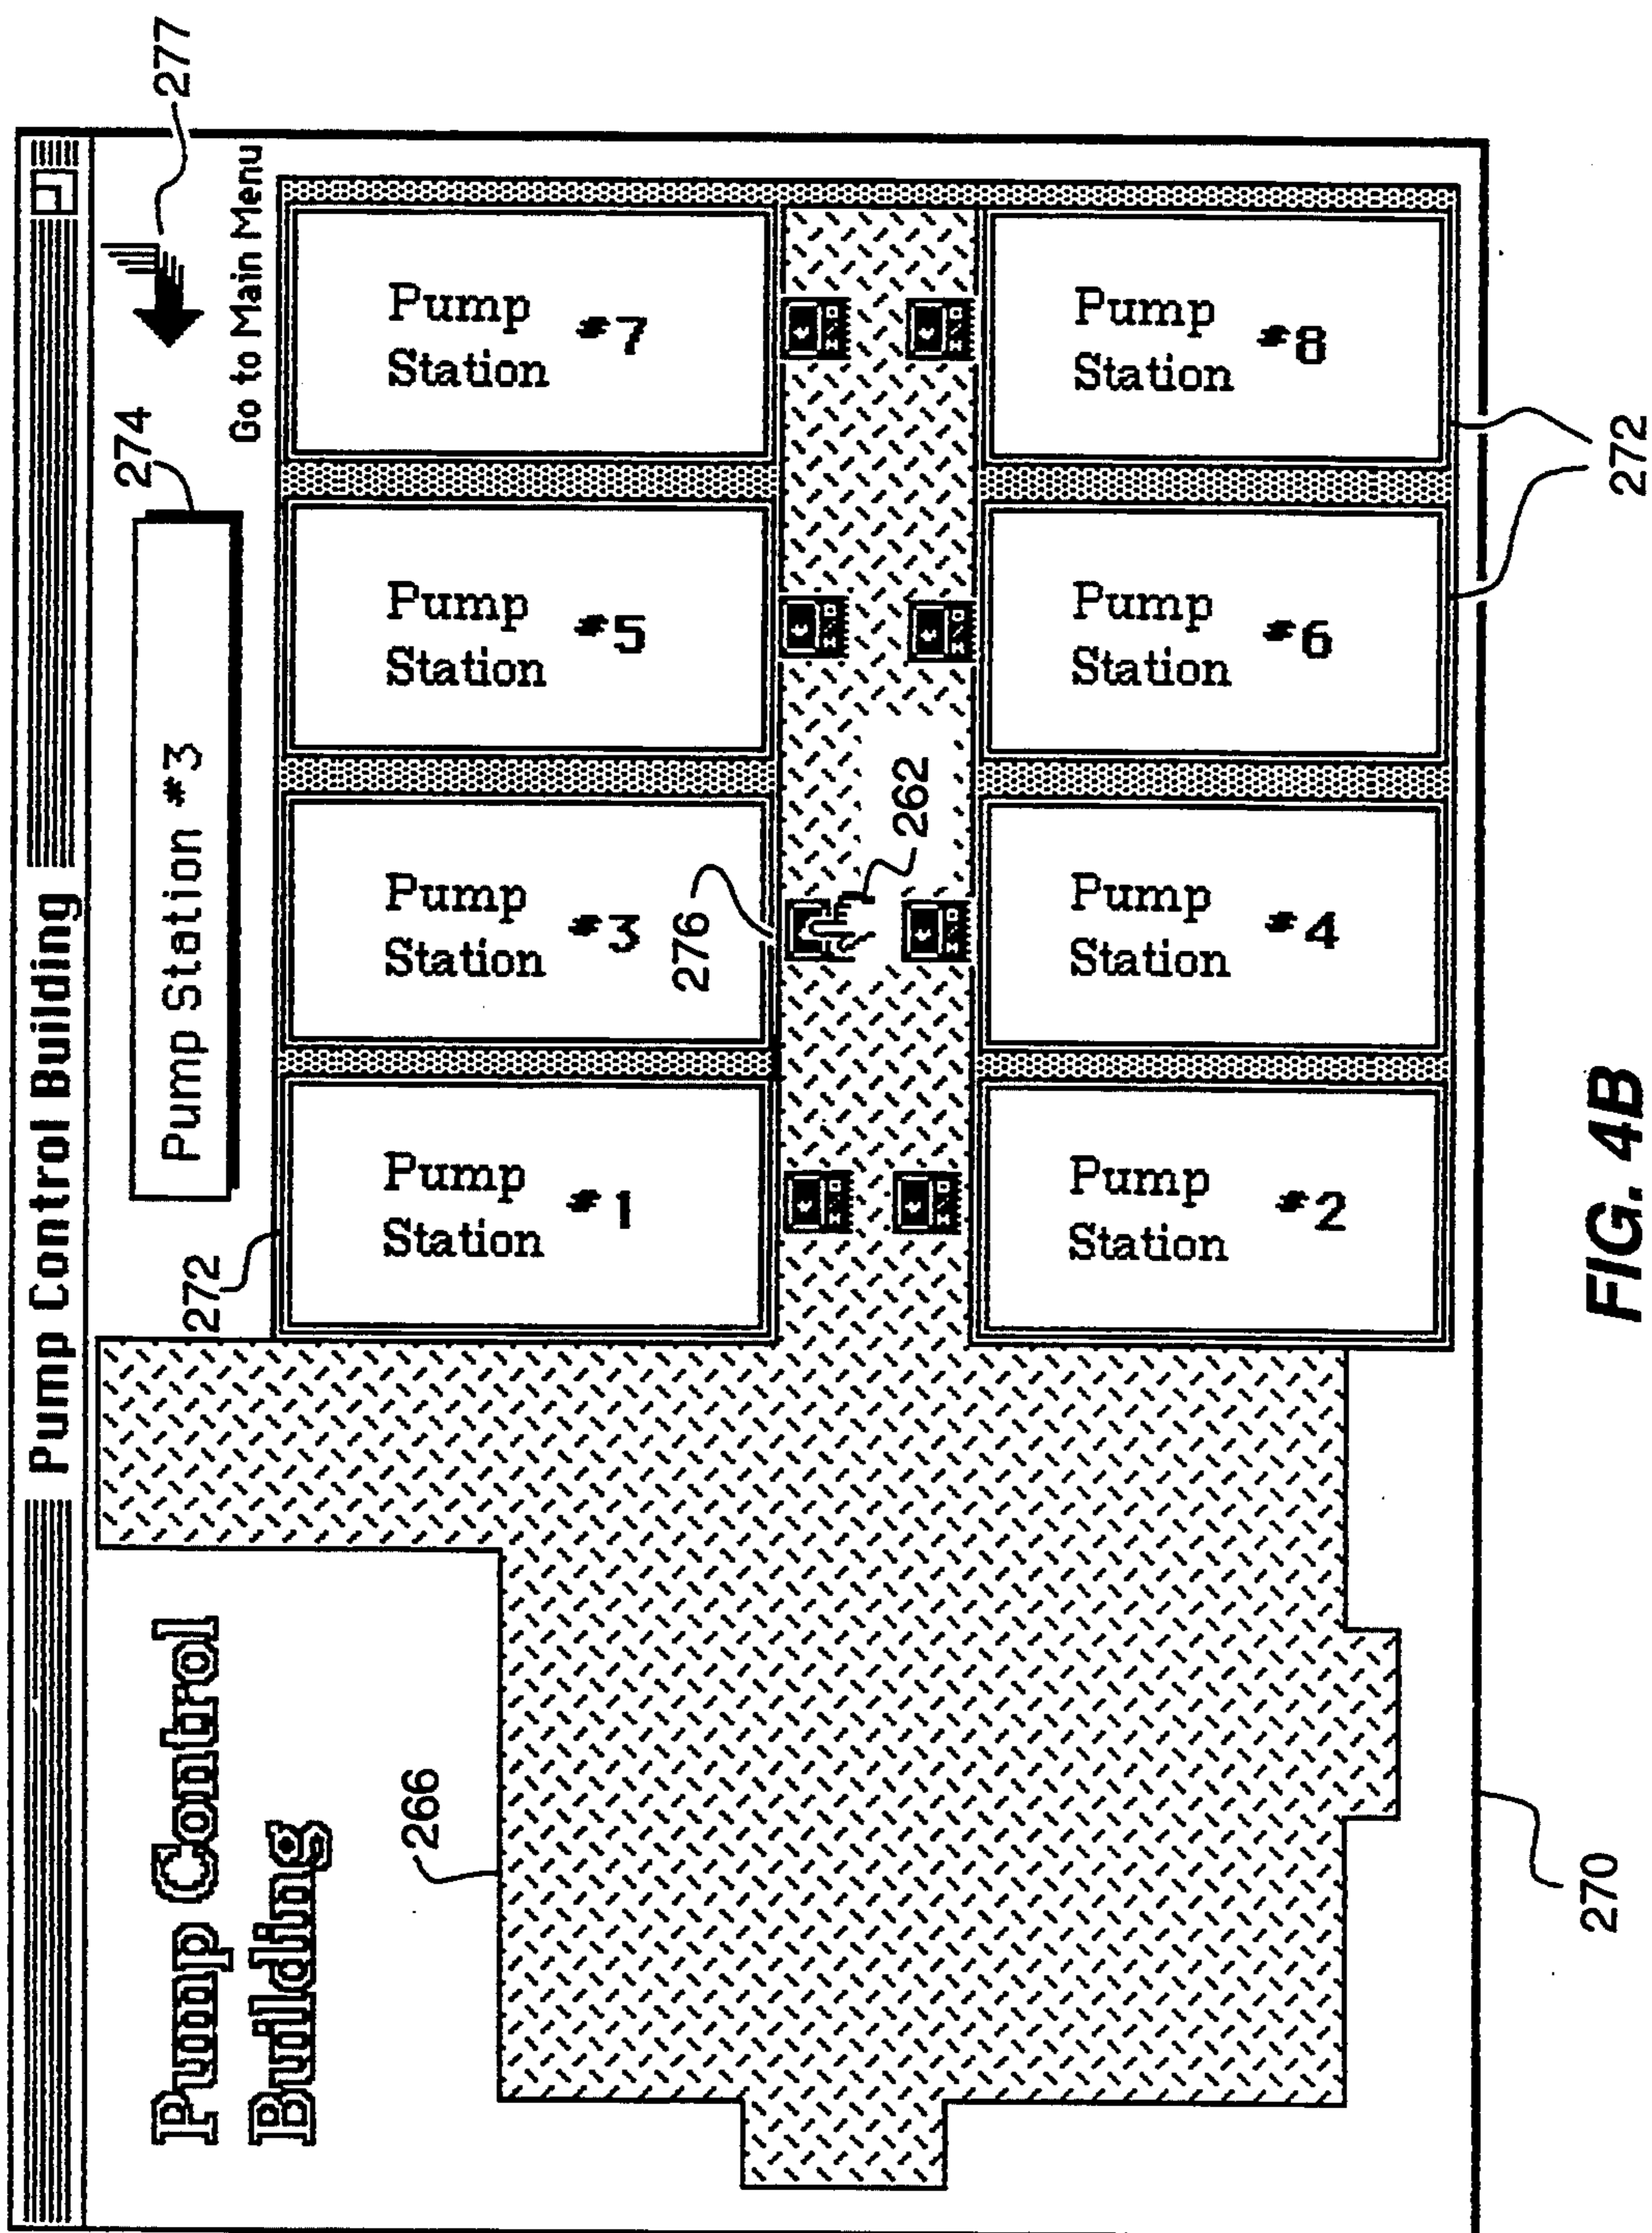 Pump Control Building
Pump Control
Building
Pump Station #3
274
277
Go to Main Menu
272
266
Pump
Station #1
Pump
Station #3
Pump
Station #5
Pump
Station #7
276
262
Pump
Station #2
Pump
Station #4
Pump
Station #6
Pump
Station #8
270
272
FIG. 4B